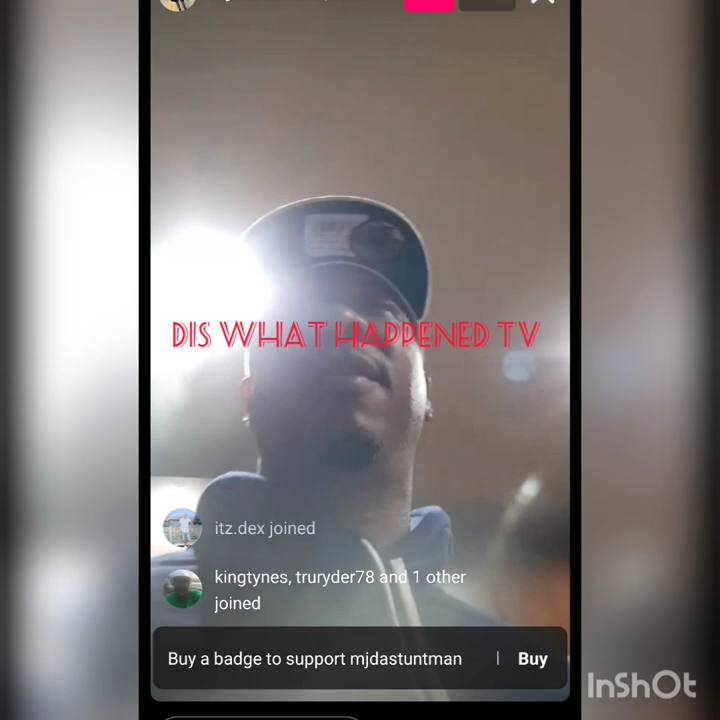 DIS WHAT HAPPENED TV
itz.dex joined
kingtynes, truryder78 and 1 other
joined
Buy a badge to support mjdastuntman | Buy
InShOt